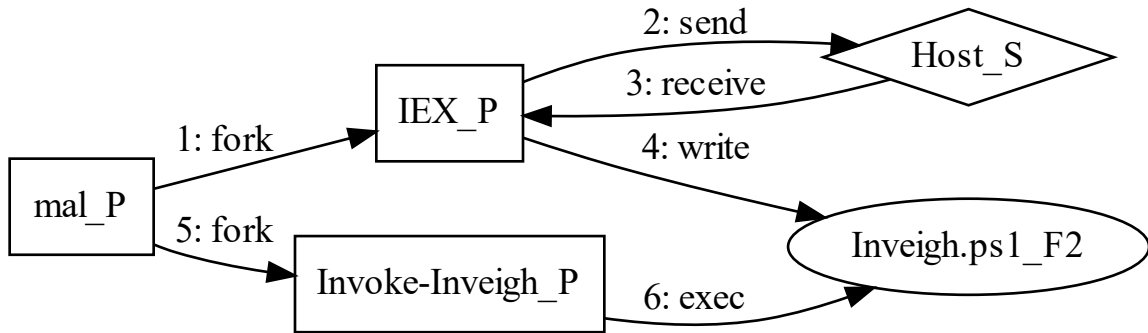 2: send
Host_S
3: receive
IEX_P
1: fork
4: write
mal_P
5: fork
Inveigh.ps1_F2
Invoke-Inveigh_P
6: exec